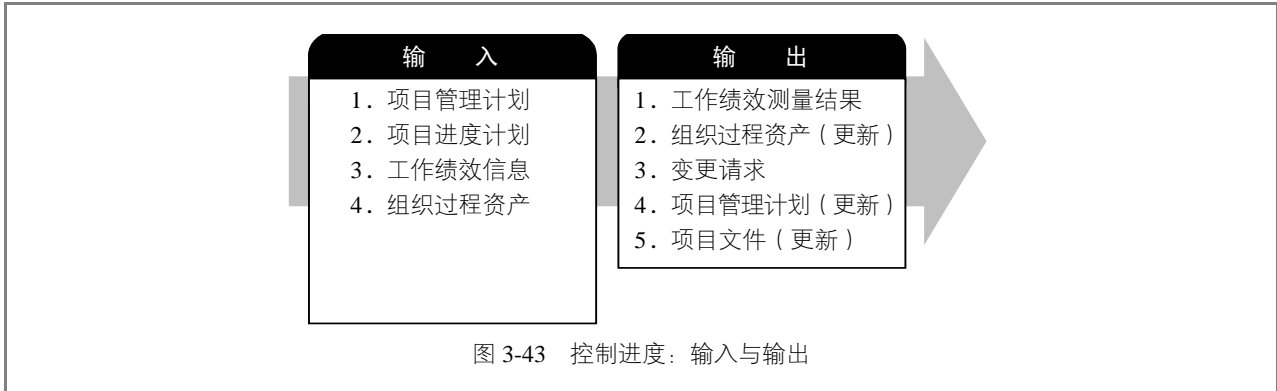 输 入
1. 项目管理计划
2. 项目进度计划
3. 工作绩效信息
4. 组织过程资产
输 出
1. 工作绩效测量结果
2. 组织过程资产（更新）
3. 变更请求
4. 项目管理计划（更新）
5. 项目文件（更新）
图 3-43 控制进度：输入与输出